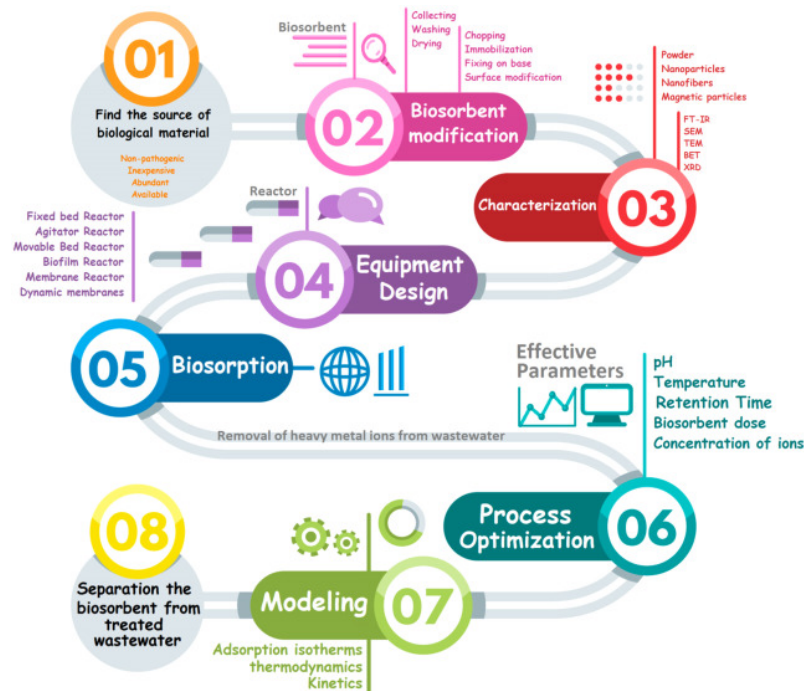 01
Find the source of
biological material
Non-pathogenic
Inexpensive
Abundant
Available
Biosorbent
Collecting
Washing
Drying
Chopping
Immobilization
Fixing on base
Surface modification
02
Biosorbent
modification
Powder
Nanoparticles
Nanofibers
Magnetic particles
FT-IR
SEM
TEM
BET
XRD
Characterization
03
Reactor
Fixed bed Reactor
Agitator Reactor
Movable Bed Reactor
Biofilm Reactor
Membrane Reactor
Dynamic membranes
04
Equipment
Design
05
Biosorption
Removal of heavy metal ions from wastewater
Effective
Parameters
pH
Temperature
Retention Time
Biosorbent dose
Concentration of ions
Process
Optimization
06
Modeling
07
Adsorption isotherms
thermodynamics
Kinetics
08
Separation the
biosorbent from
treated
wastewater